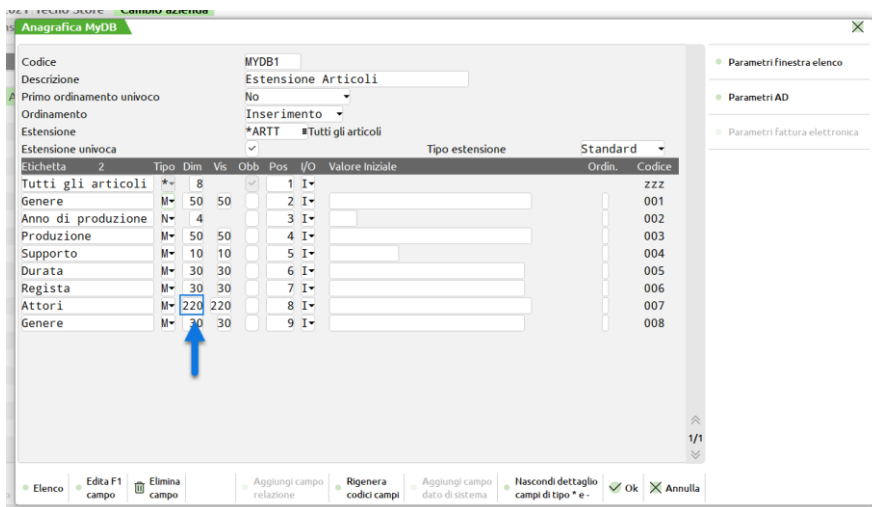 2021 Techo Store Cambio azienda
Anagrafica MyDB
Codice MYDB1
Descrizione Estensione Articoli
Primo ordinamento univoco No
Ordinamento Inserimento
Estensione *ARTT Tutti gli articoli
Estensione univoca Tipo estensione Standard
Etichetta 2 Tipo Dim Vis Obb Pos I/O Valore Iniziale Ordin. Codice
Tutti gli articoli * 8 1 I zzz
Genere M 50 50 2 I 001
Anno di produzione N 4 3 I 002
Produzione M 50 50 4 I 003
Supporto M 10 10 5 I 004
Durata M 30 30 6 I 005
Regista M 30 30 7 I 006
Attori M 220 220 8 I 007
Genere M 30 30 9 I 008
1/1
Parametri finestra elenco
Parametri AD
Parametri fattura elettronica
Elenco
Edita F1
campo
Elimina
campo
Aggiungi campo
relazione
Rigenera
codici campi
Aggiungi campo
dato di sistema
Nascondi dettaglio
campi di tipo * e -
Ok
Annulla